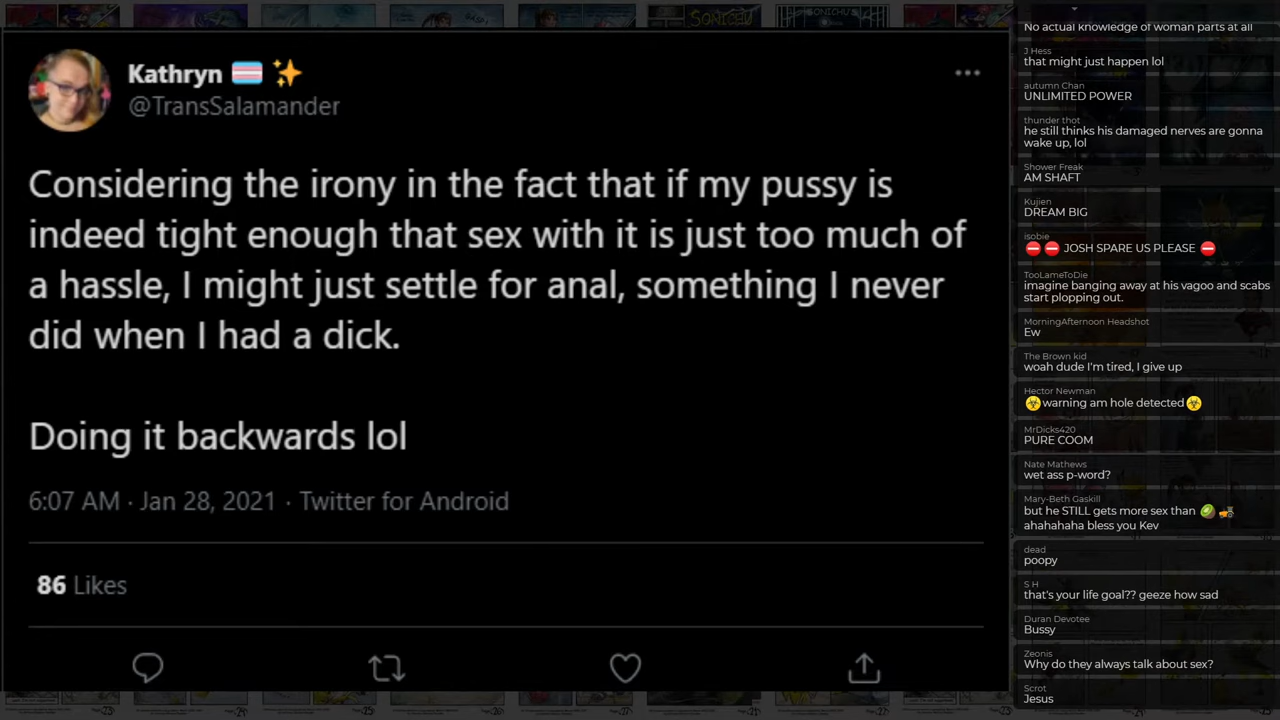 Kathryn
@TransSalamander
Considering the irony in the fact that if my pussy is
indeed tight enough that sex with it is just too much of
a hassle, I might just settle for anal, something I never
did when I had a dick.
Doing it backwards lol
6:07 AM · Jan 28, 2021 · Twitter for Android
86 Likes
No actual knowledge of woman parts at all
J Hess
that might just happen lol
autumn Chan
UNLIMITED POWER
thunder thot
he still thinks his damaged nerves are gonna
wake up, lol
Shower Freak
AM SHAFT
Kujien
DREAM BIG
isobie
⛔⛔ JOSH SPARE US PLEASE ⛔
TooLameToDie
imagine banging away at his vagoo and scabs
start plopping out.
MorningAfternoon Headshot
Ew
The Brown kid
woah dude I'm tired, I give up
Hector Newman
☣warning am hole detected☣
MrDicks420
PURE COOM
Nate Mathews
wet ass p-word?
Mary-Beth Gaskill
but he STILL gets more sex than 🥝 🚜
ahahahaha bless you Kev
dead
poopy
S H
that's your life goal?? geeze how sad
Duran Devotee
Bussy
Zeonis
Why do they always talk about sex?
Scrot
Jesus